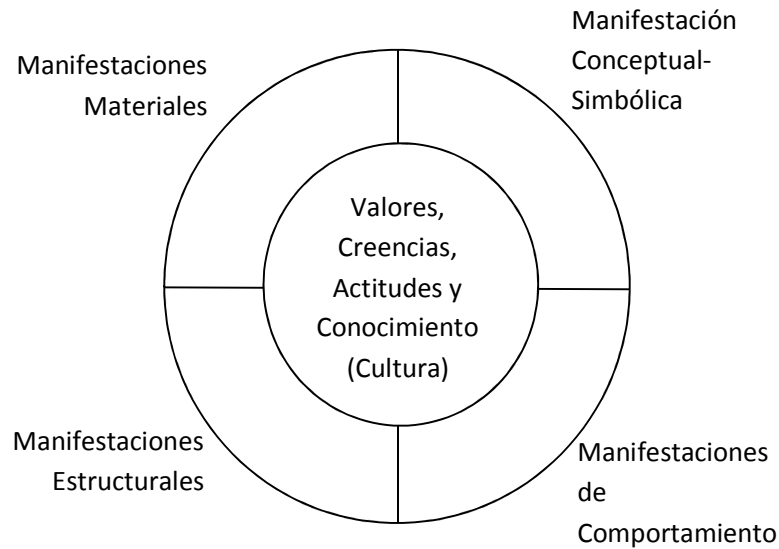 Manifestaciones
Materiales
Manifestación
Conceptual-
Simbólica
Valores,
Creencias,
Actitudes y
Conocimiento
(Cultura)
Manifestaciones
Estructurales
Manifestaciones
de
Comportamiento